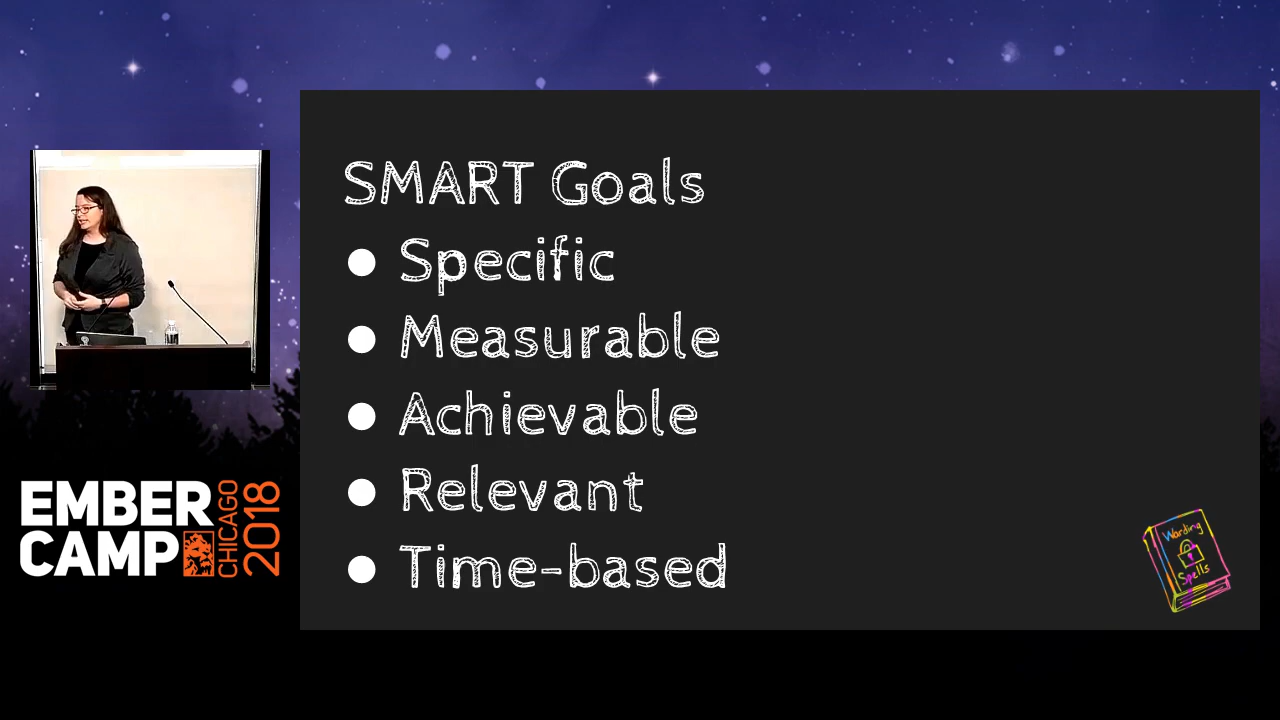 SMART Goals
● Specific
● Measurable
● Achievable
● Relevant
● Time-based
EMBER
CAMP
CHICAGO
2018
Warding
Spells